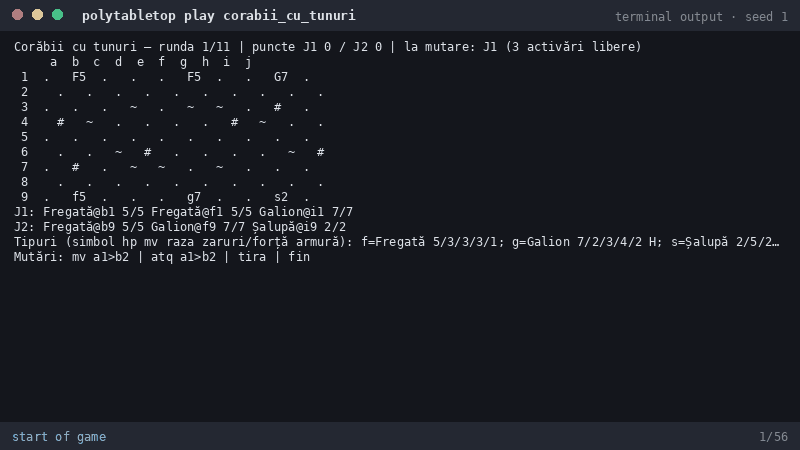 polytabletop play corabii_cu_tunuri
terminal output · seed 1
Corăbii cu tunuri — runda 1/11 | puncte J1 0 / J2 0 | la mutare: J1 (3 activări libere)
a b c d e f g h i j
1 . F5 . . . F5 . . G7 .
2 . . . . . . . . . .
3 . . . ~ . ~ ~ . # .
4 # ~ . . . . # ~ . .
5 . . . . . . . . . .
6 . . ~ # . . . . ~ #
7 . # . ~ ~ . ~ . . .
8 . . . . . . . . . .
9 . f5 . . . g7 . . s2 .
J1: Fregată@b1 5/5 Fregată@f1 5/5 Galion@i1 7/7
J2: Fregată@b9 5/5 Galion@f9 7/7 Șalupă@i9 2/2
Tipuri (simbol hp mv raza zaruri/forță armură): f=Fregată 5/3/3/3/1; g=Galion 7/2/3/4/2 H; s=Șalupă 2/5/2…
Mutări: mv a1>b2 | atq a1>b2 | tira | fin
start of game
1/56